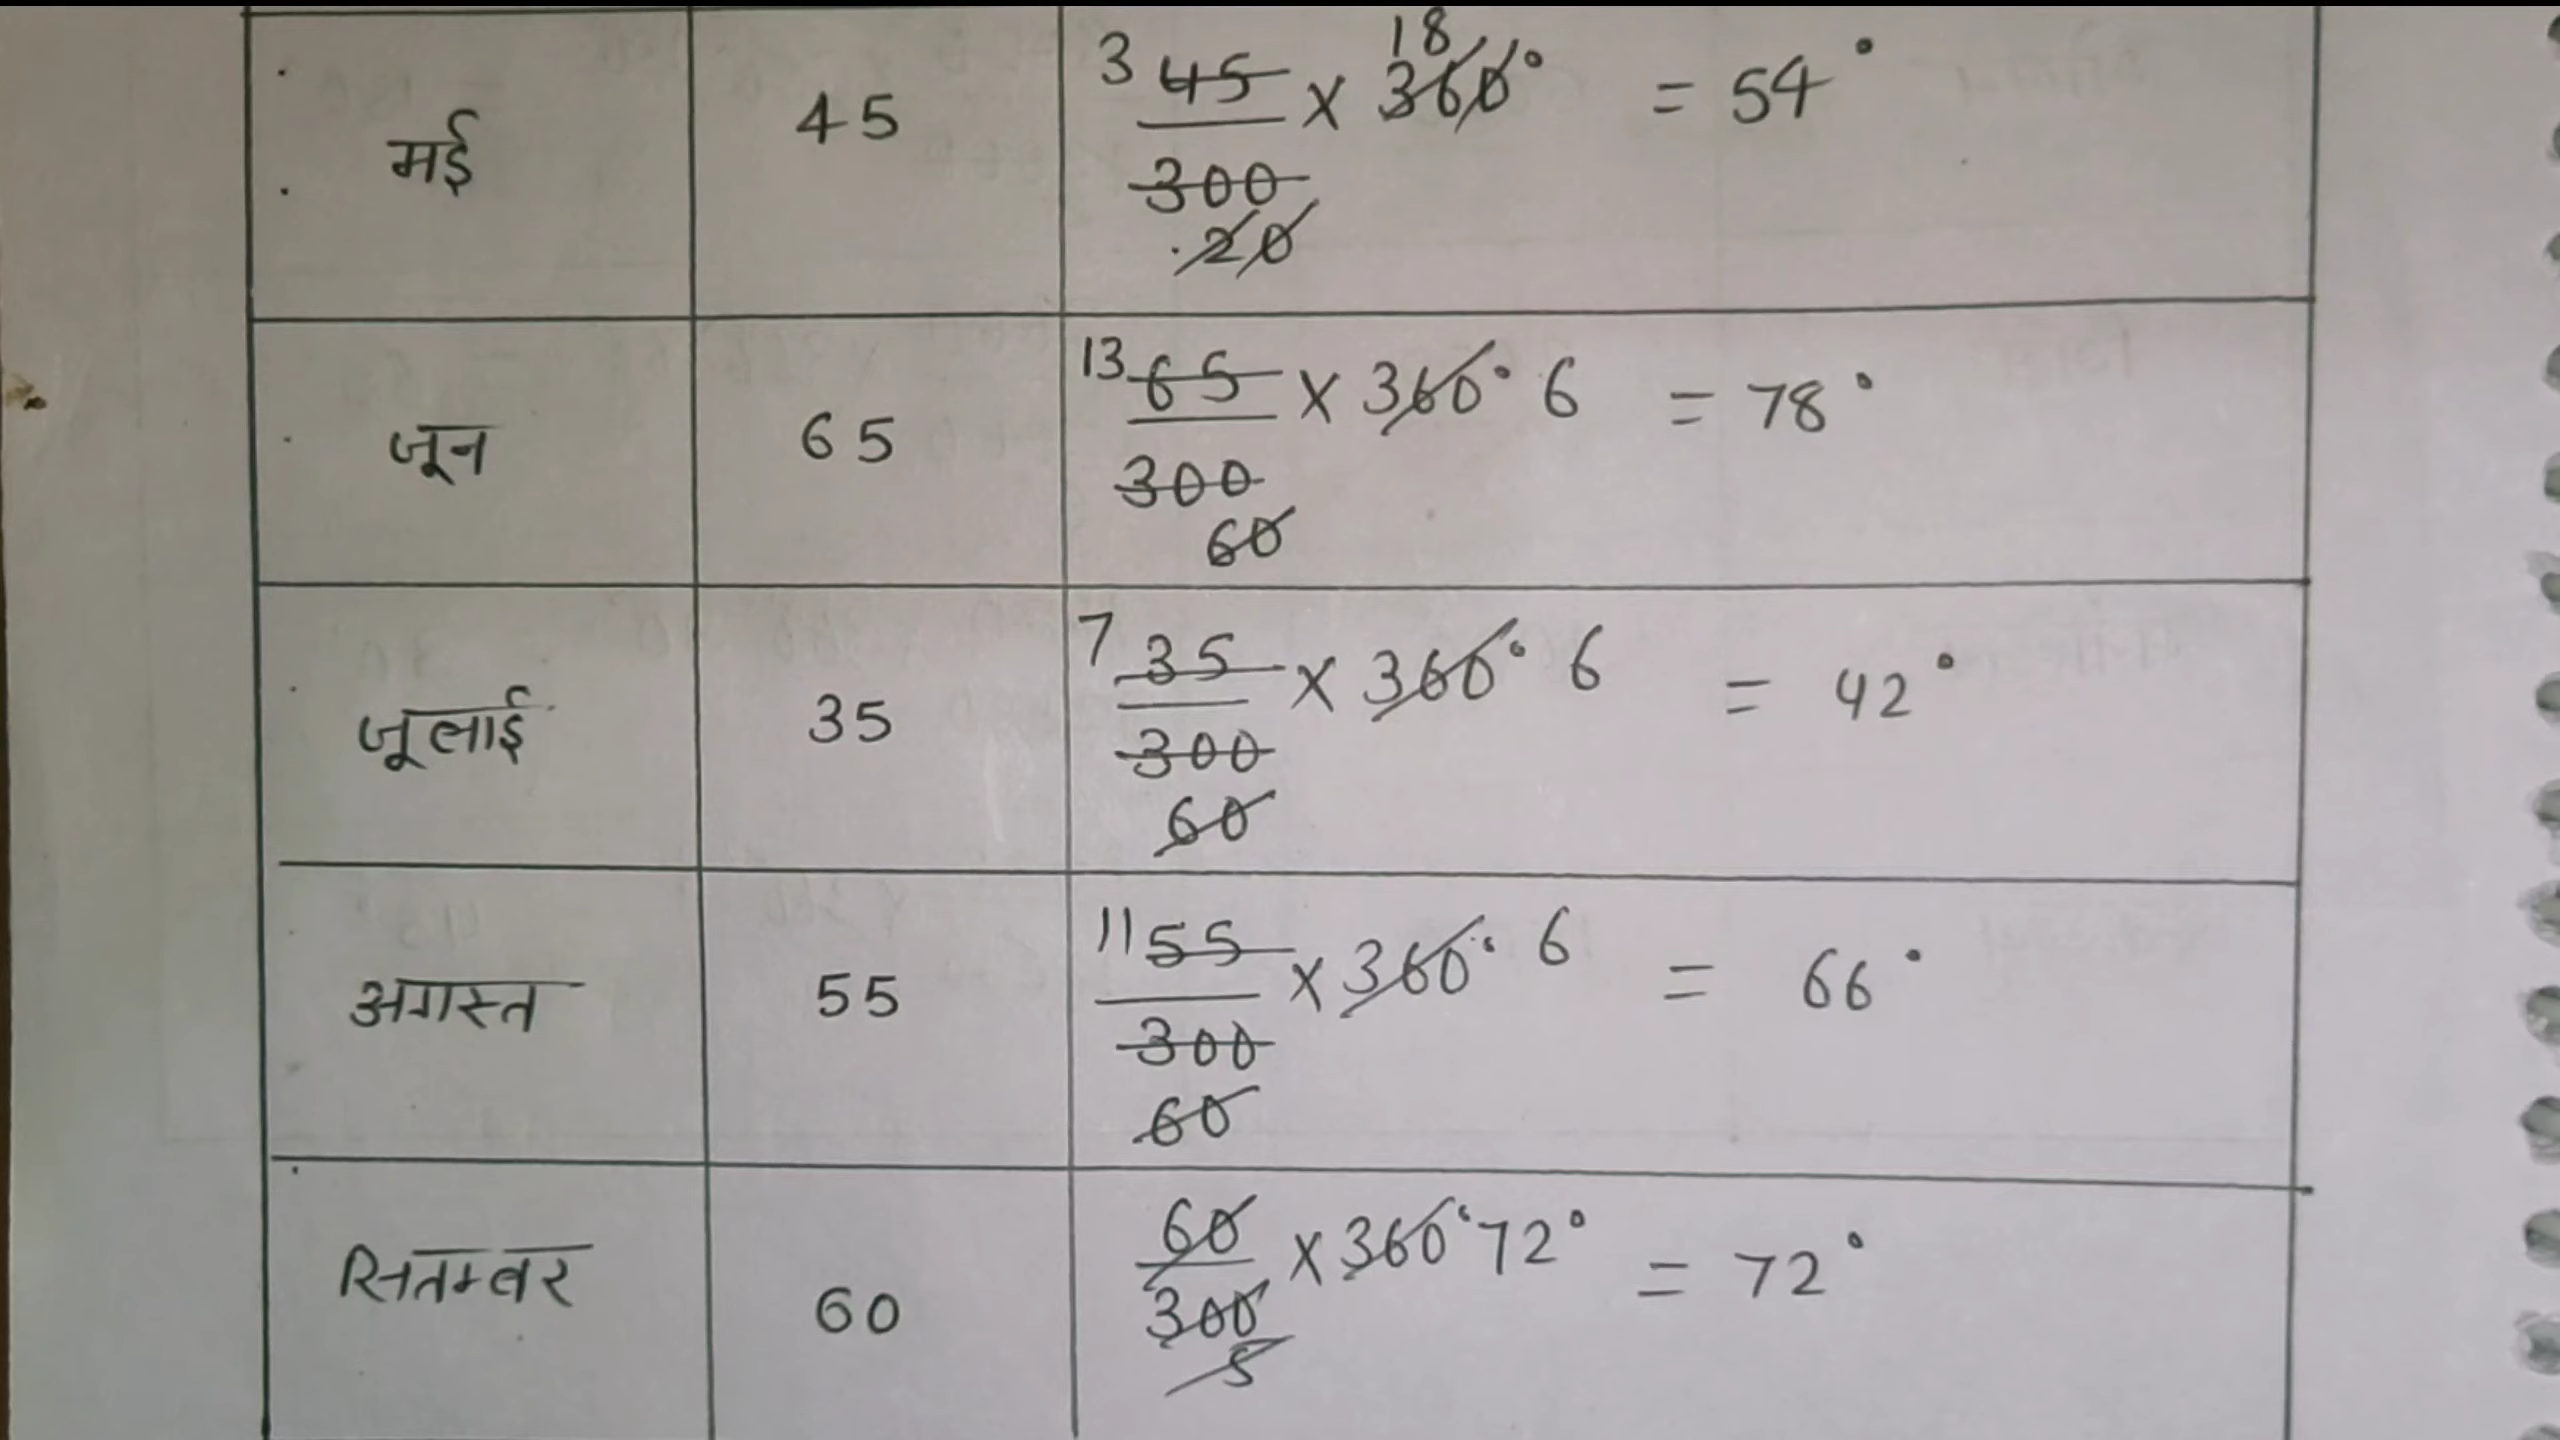 मई 45 3 45/300 × 18 360° = 54°
20
जून 65 13 65/300 × 360° 6 = 78°
60
जूलाई 35 7 35/300 × 360° 6 = 42°
60
अगस्त 55 11 55/300 × 360° 6 = 66°
60
सितम्बर 60 60/300 × 360° 72° = 72°
5